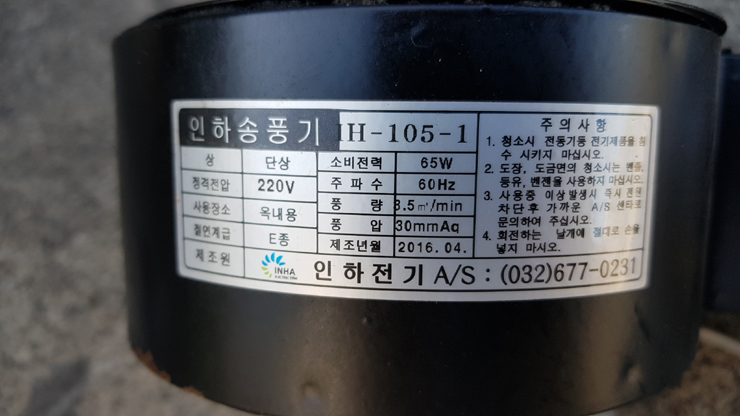 인하송풍기 IH-105-1
상 단상 소비전력 65W
정격전압 220V 주파수 60Hz
사용장소 옥내용 풍량 3.5㎥/min
절연계급 E종 풍압 30mmAq
제조원 INHA 제조년월 2016.04.
인하전기 A/S : (032)677-0231
주의사항
1. 청소시 전동기등 전기제품을 침
수 시키지 마십시오.
2. 도장, 도금면의 청소시는 벤졸,
등유, 벤젠을 사용하지 마십시오.
3. 사용중 이상발생시 즉시 전원
차단후 가까운 A/S 센타로
문의하여 주십시오.
4. 회전하는 날개에 절대로 손을
넣지 마시오.